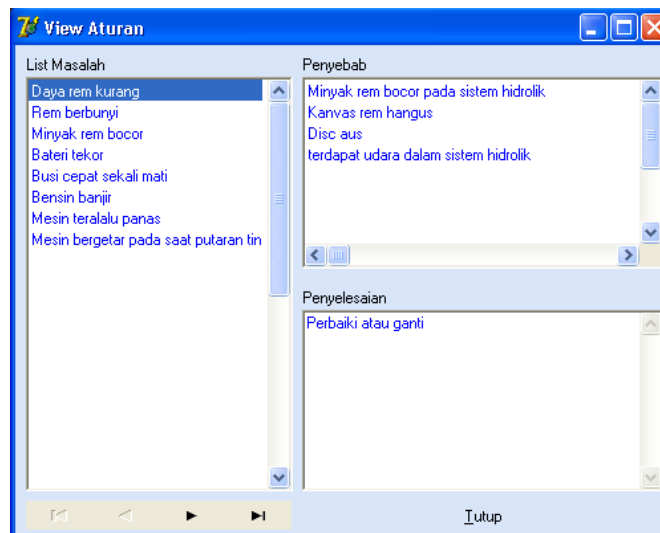 View Aturan
List Masalah
Daya rem kurang
Rem berbunyi
Minyak rem bocor
Bateri tekor
Busi cepat sekali mati
Bensin banjir
Mesin teralalu panas
Mesin bergetar pada saat putaran tin
Penyebab
Minyak rem bocor pada sistem hidrolik
Kanvas rem hangus
Disc aus
terdapat udara dalam sistem hidrolik
Penyelesaian
Perbaiki atau ganti
Tutup